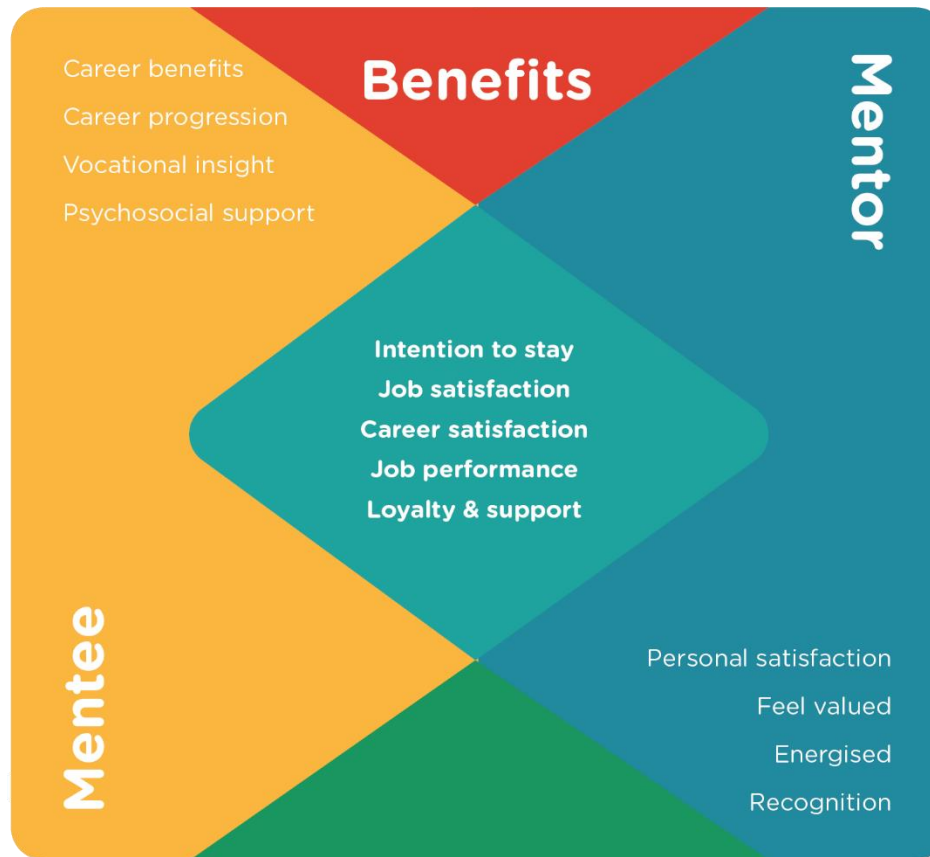 Benefits
Career benefits
Career progression
Vocational insight
Psychosocial support
Mentor
Intention to stay
Job satisfaction
Career satisfaction
Job performance
Loyalty & support
Mentee
Personal satisfaction
Feel valued
Energised
Recognition